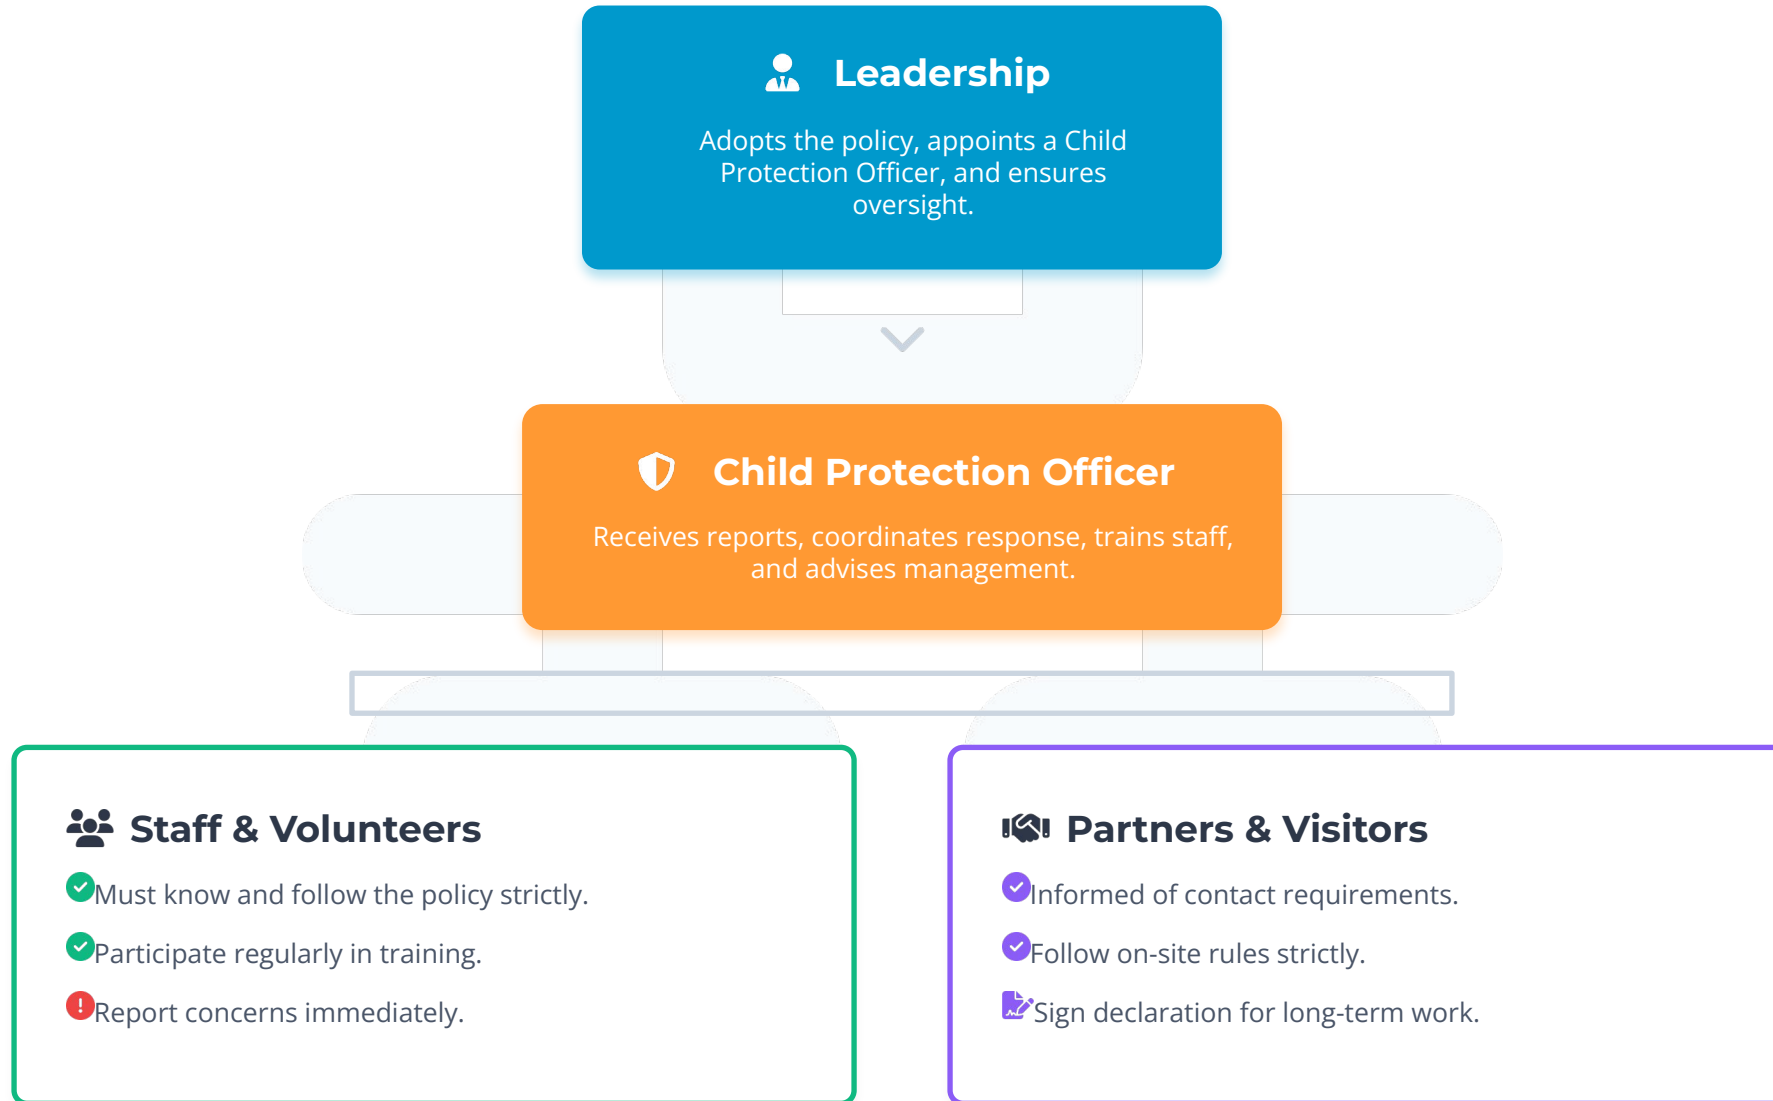 Leadership
Adopts the policy, appoints a Child
Protection Officer, and ensures
oversight.
Child Protection Officer
Receives reports, coordinates response, trains staff,
and advises management.
Staff & Volunteers
Must know and follow the policy strictly.
Participate regularly in training.
Report concerns immediately.
Partners & Visitors
Informed of contact requirements.
Follow on-site rules strictly.
Sign declaration for long-term work.